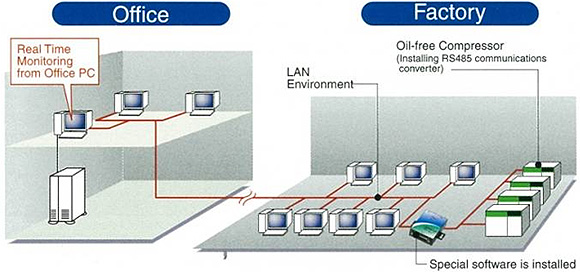 Office
Factory
Real Time
Monitoring
from Office PC
LAN
Environment
Oil-free Compressor
(Installing RS485 communications
converter)
Special software is installed